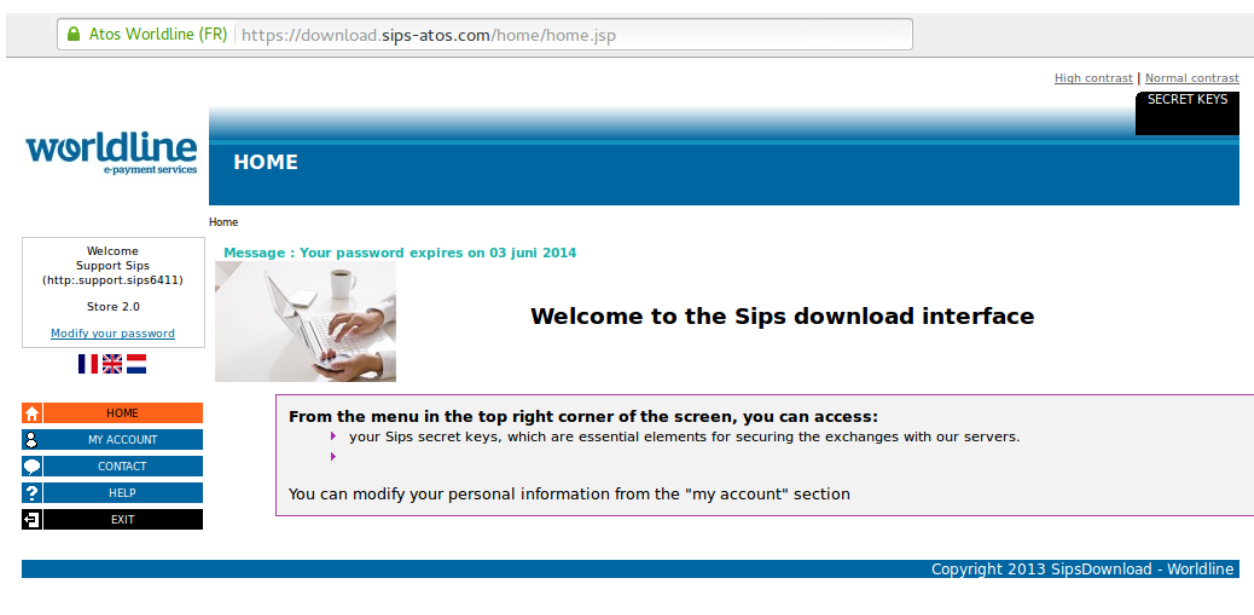 Atos Worldline (FR) https://download.sips-atos.com/home/home.jsp
High contrast | Normal contrast
SECRET KEYS
worldline
e-payment services
HOME
Home
Welcome
Support Sips
(http:.support.sips6411)
Store 2.0
Modify your password
Message : Your password expires on 03 juni 2014
Welcome to the Sips download interface
HOME
MY ACCOUNT
CONTACT
HELP
EXIT
From the menu in the top right corner of the screen, you can access:
your Sips secret keys, which are essential elements for securing the exchanges with our servers.
You can modify your personal information from the "my account" section
Copyright 2013 SipsDownload - Worldline